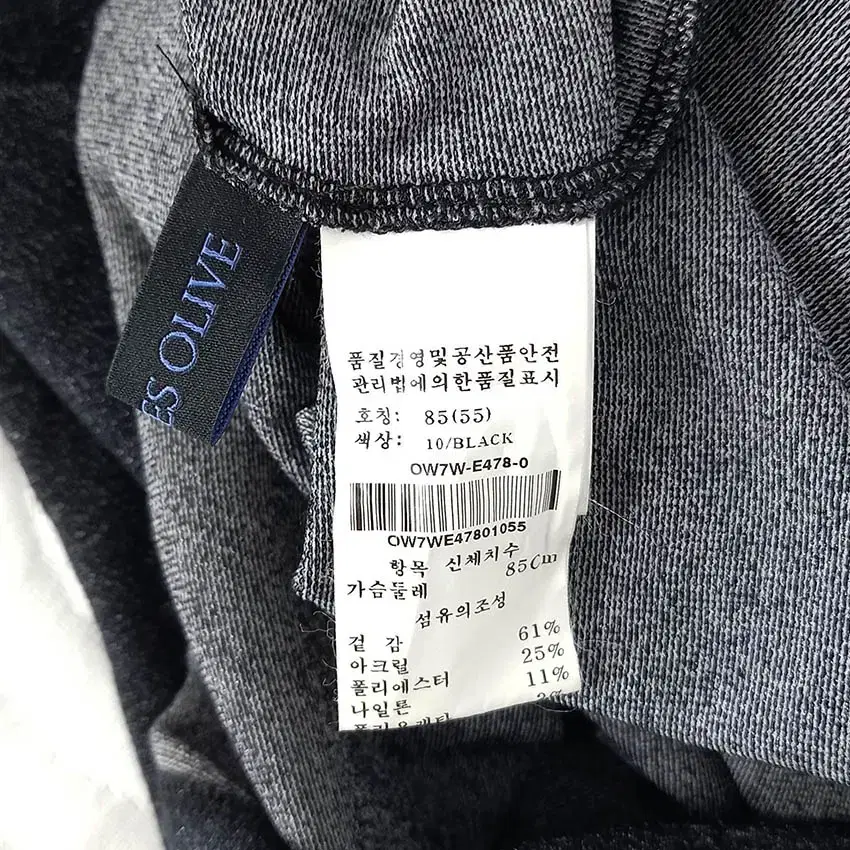 ES OLIVE
품질경영및공산품안전
관리법에의한품질표시
호칭: 85(55)
색상: 10/BLACK
OW7W-E478-0
OW7WE47801055
항목 신체치수
가슴둘레 85Cm
섬유의조성
겉 감
아크릴 61%
폴리에스터 25%
나일론 11%